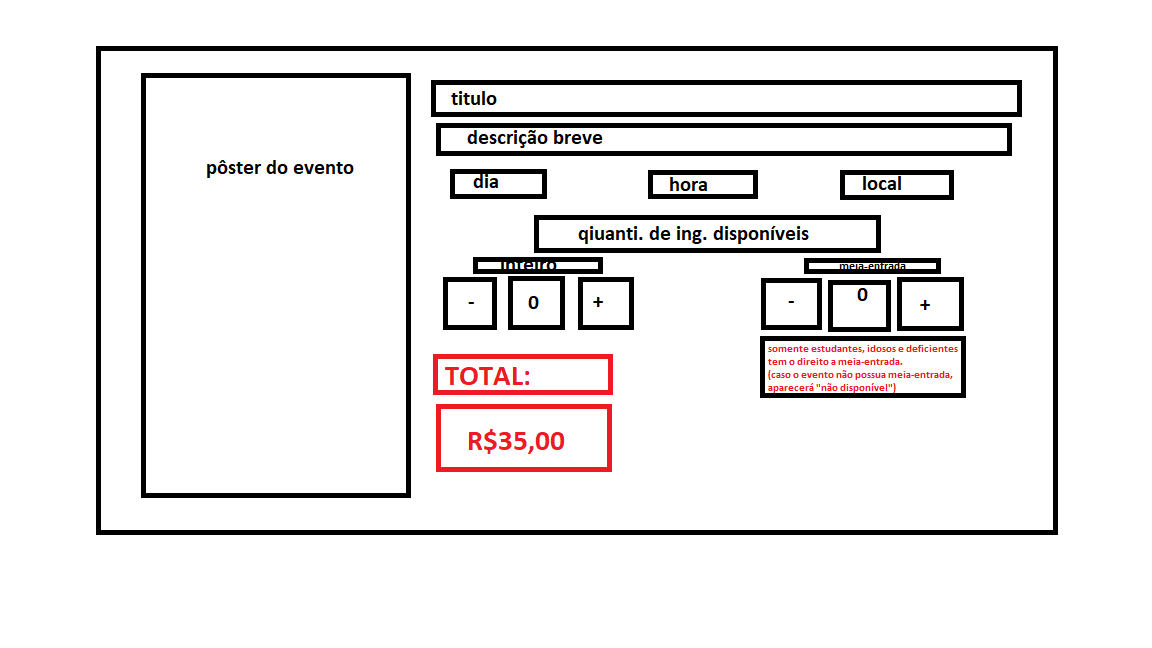 titulo
descrição breve
pôster do evento
dia
hora
local
qiuanti. de ing. disponíveis
inteiro
meia-entrada
-
0
+
-
0
+
somente estudantes, idosos e deficientes
tem o direito a meia-entrada.
(caso o evento não possua meia-entrada,
aparecerá "não disponível")
TOTAL:
R$35,00